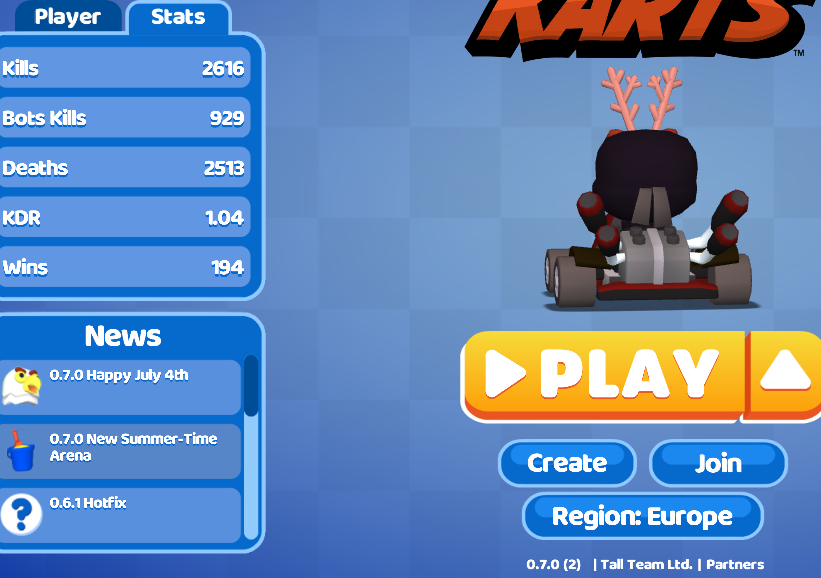 Player
Stats
Kills
2616
Bots Kills
929
Deaths
2513
KDR
1.04
Wins
194
News
0.7.0 Happy July 4th
0.7.0 New Summer-Time
Arena
0.6.1 Hotfix
?
KARTS
TM
PLAY
Create
Join
Region: Europe
0.7.0 (2) | Tall Team Ltd. | Partners